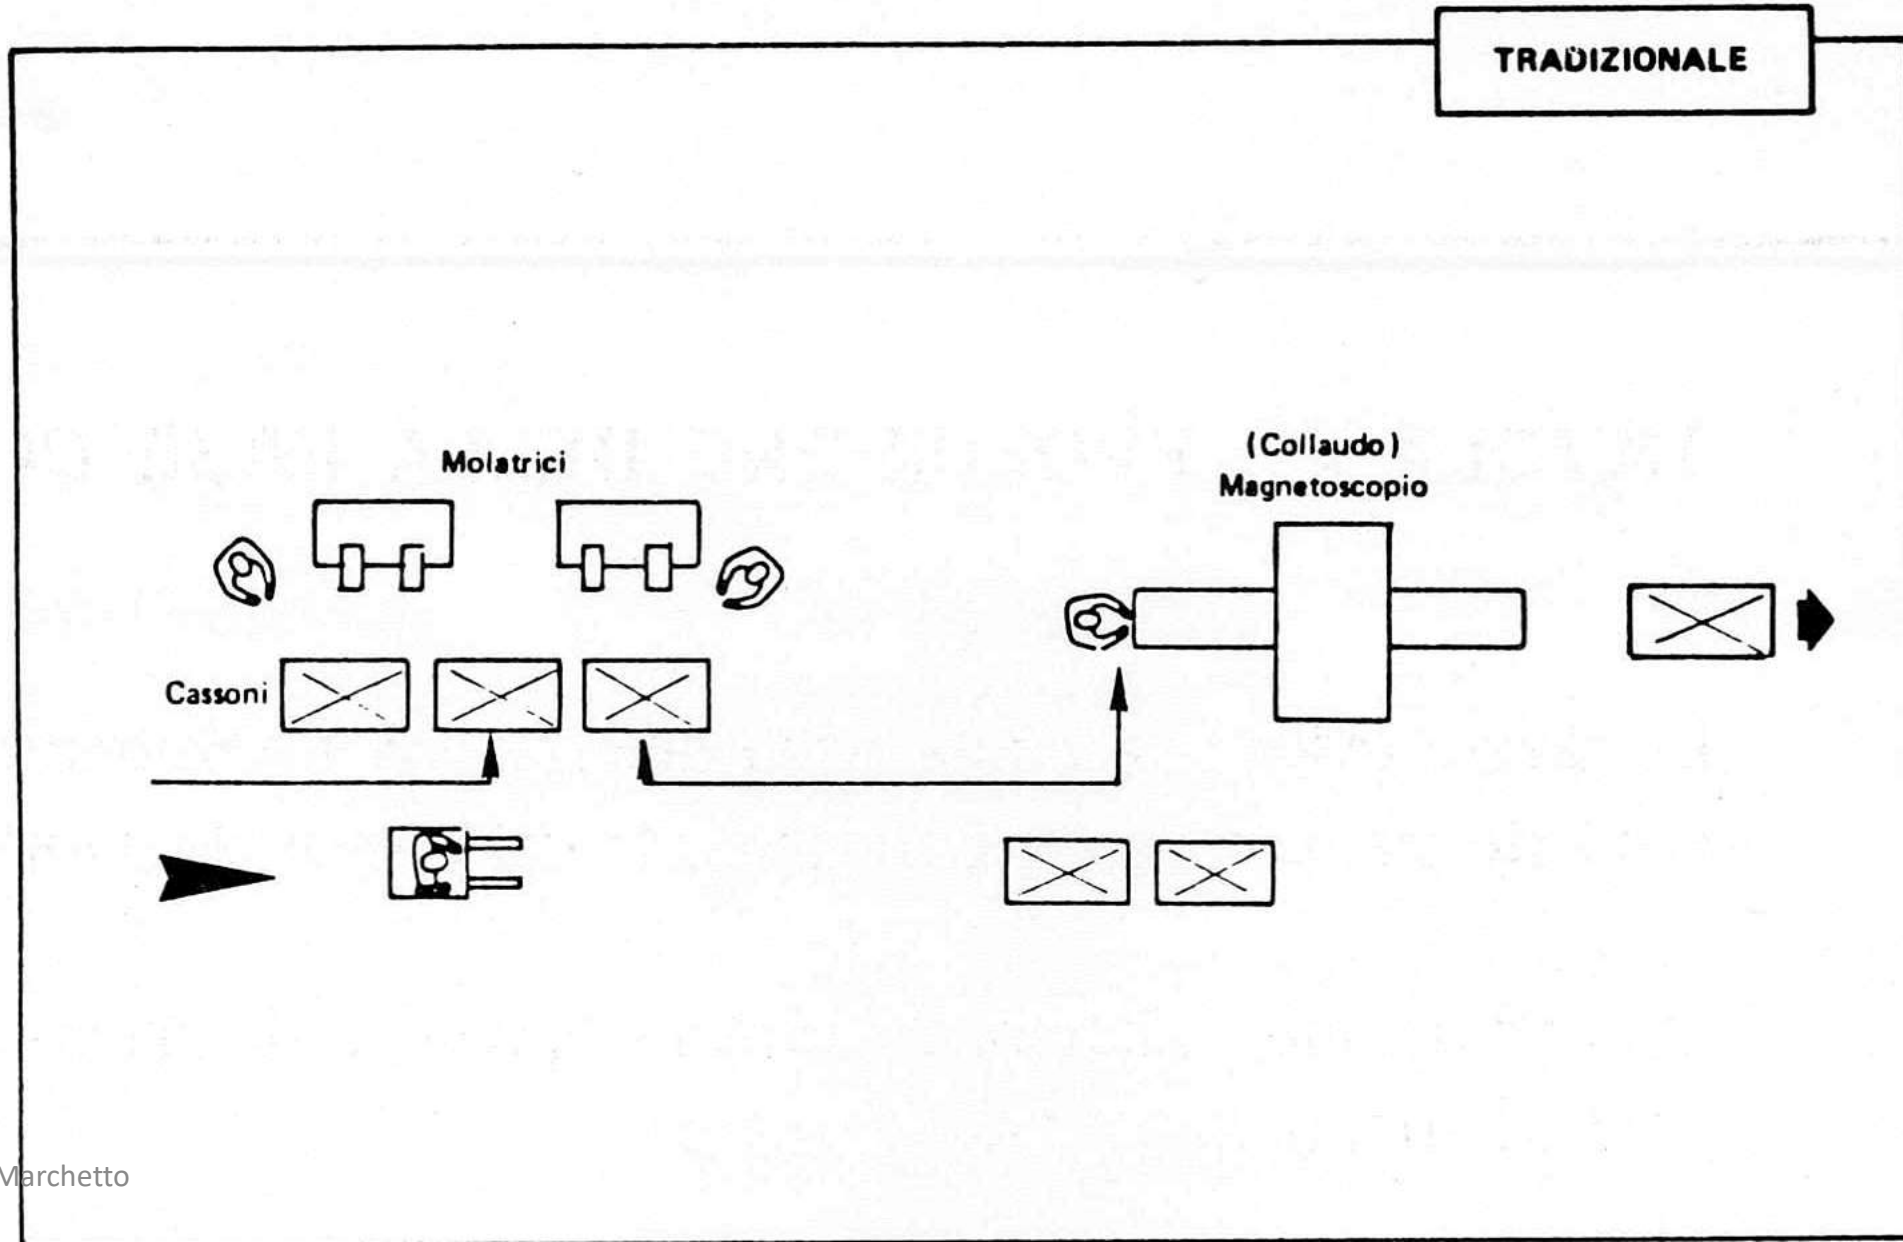 TRADIZIONALE
Molatrici
(Collaudo)
Magnetoscopio
Cassoni
Marchetto